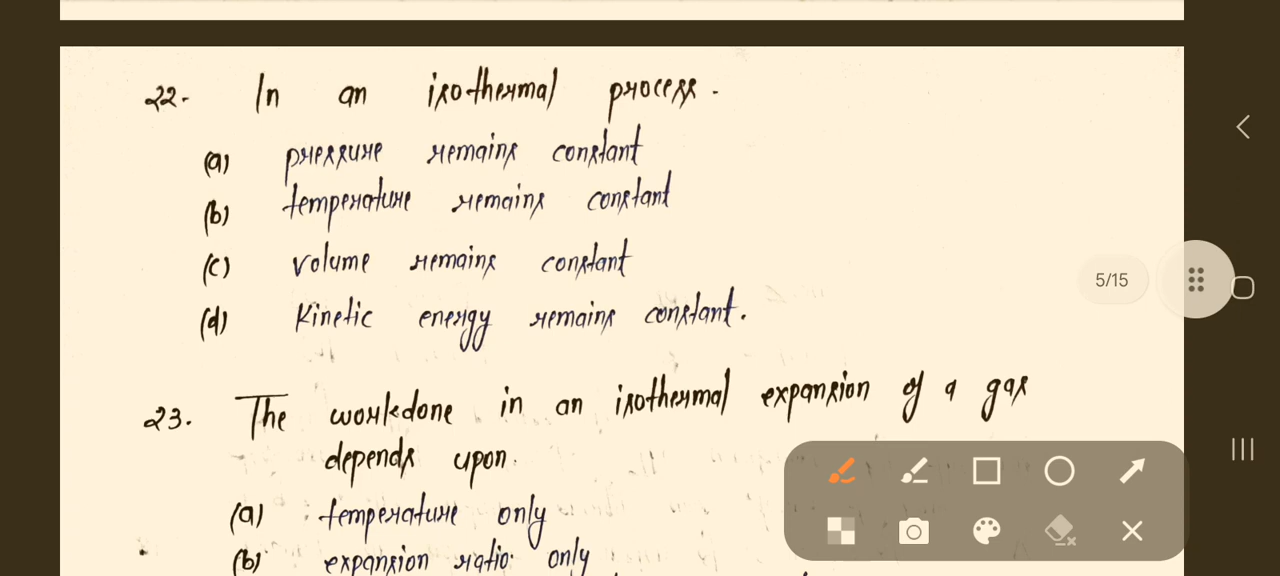 22. In an isothermal process.
(a) pressure remains constant
(b) temperature remains constant
(c) volume remains constant
(d) Kinetic energy remains constant.
5/15
23. The workdone in an isothermal expansion of a gas
depends upon.
(a) temperature only
(b) expansion ratio only